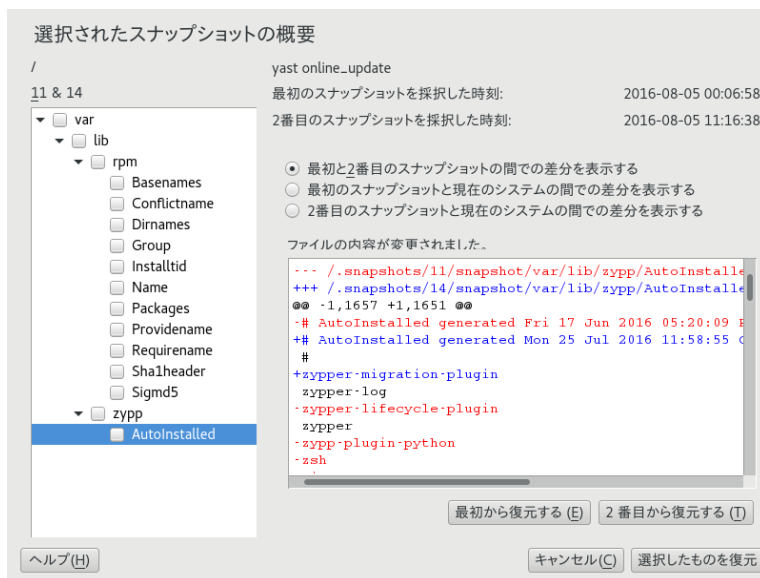 選択されたスナップショットの概要
/
yast online_update
11 & 14
最初のスナップショットを採択した時刻: 2016-08-05 00:06:58
2番目のスナップショットを採択した時刻: 2016-08-05 11:16:38
var
lib
rpm
Basenames
Conflictname
Dirnames
Group
Installtid
Name
Packages
Providename
Requirename
Sha1header
Sigmd5
zypp
AutoInstalled
最初と2番目のスナップショットの間での差分を表示する
最初のスナップショットと現在のシステムの間での差分を表示する
2番目のスナップショットと現在のシステムの間での差分を表示する
ファイルの内容が変更されました。
--- /.snapshots/11/snapshot/var/lib/zypp/AutoInstalle
+++ /.snapshots/14/snapshot/var/lib/zypp/AutoInstalle
@@ -1,1657 +1,1651 @@
-# AutoInstalled generated Fri 17 Jun 2016 05:20:09
+# AutoInstalled generated Mon 25 Jul 2016 11:58:55
#
+zypper-migration-plugin
zypper-log
-zypper-lifecycle-plugin
zypper
-zypp-plugin-python
-zsh
最初から復元する (E)
2 番目から復元する (T)
ヘルプ(H)
キャンセル(C)
選択したものを復元